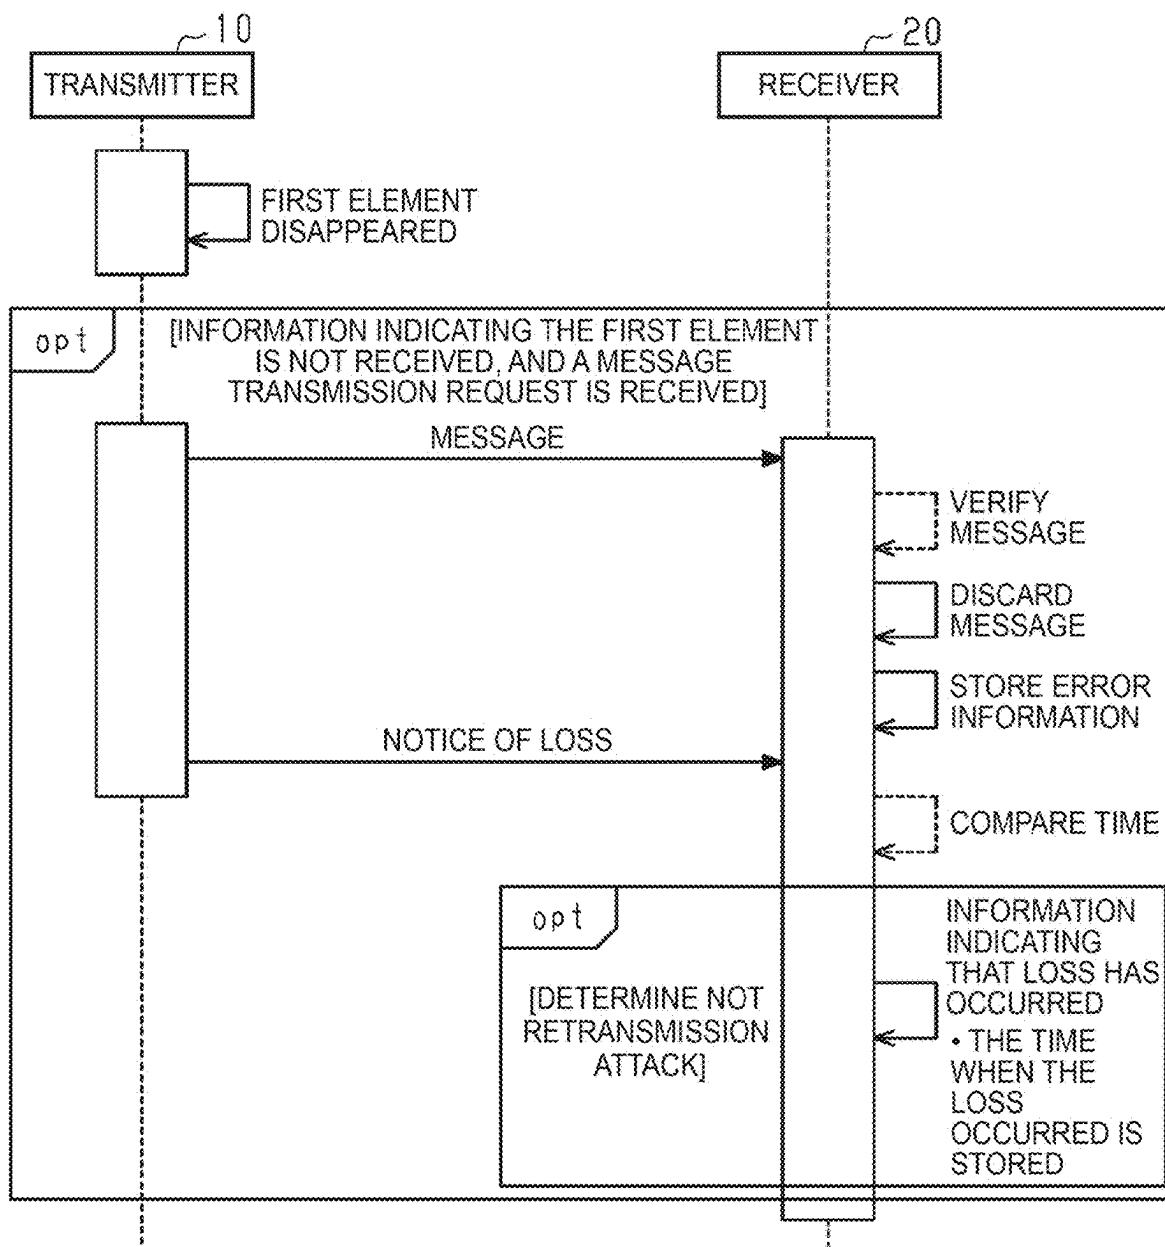 10
20
TRANSMITTER
RECEIVER
FIRST ELEMENT
DISAPPEARED
opt
[INFORMATION INDICATING THE FIRST ELEMENT
IS NOT RECEIVED, AND A MESSAGE
TRANSMISSION REQUEST IS RECEIVED]
MESSAGE
VERIFY
MESSAGE
DISCARD
MESSAGE
STORE ERROR
INFORMATION
NOTICE OF LOSS
COMPARE TIME
opt
[DETERMINE NOT
RETRANSMISSION
ATTACK]
INFORMATION
INDICATING
THAT LOSS HAS
OCCURRED
• THE TIME
WHEN THE
LOSS
OCCURRED IS
STORED